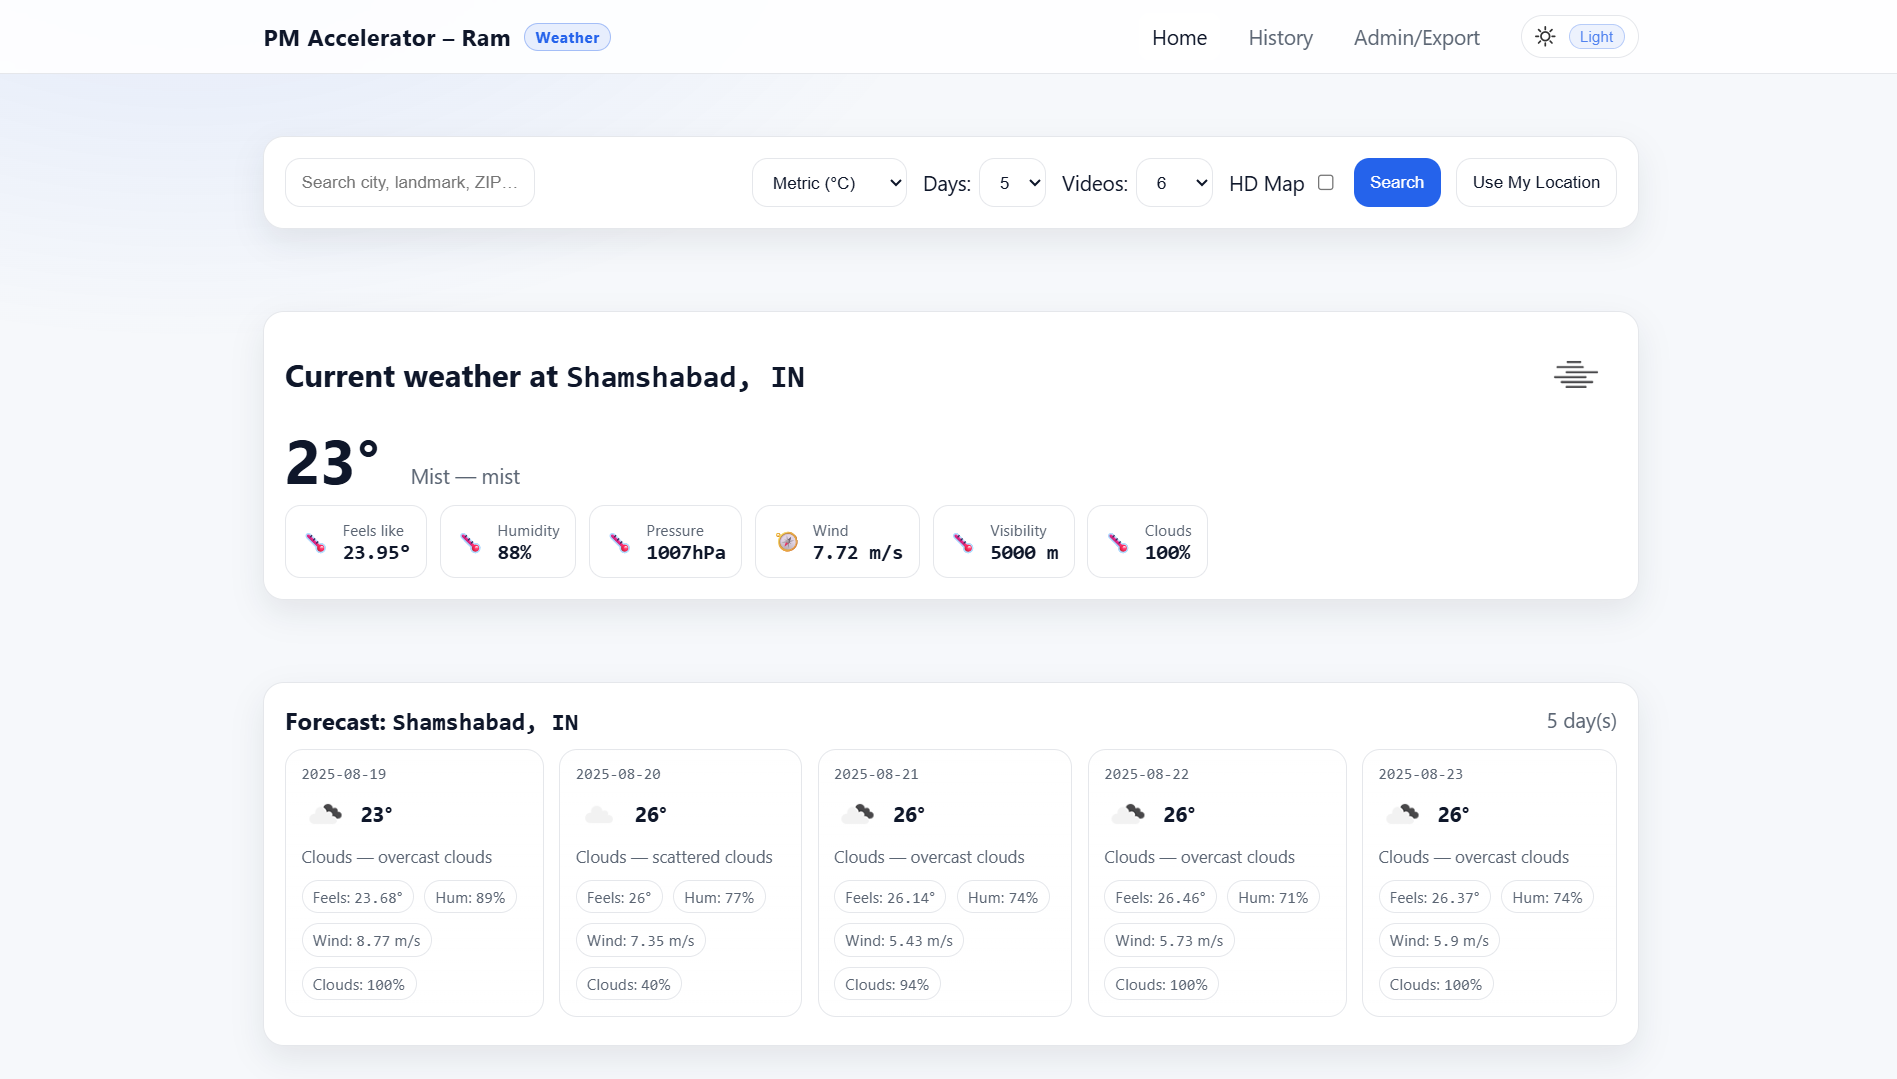 PM Accelerator – Ram Weather Home History Admin/Export Light
Search city, landmark, ZIP... Metric (°C) Days: 5 Videos: 6 HD Map Search Use My Location
Current weather at Shamshabad, IN
23° Mist — mist
Feels like Humidity Pressure Wind Visibility Clouds
23.95° 88% 1007hPa 7.72 m/s 5000 m 100%
Forecast: Shamshabad, IN 5 day(s)
2025-08-19 2025-08-20 2025-08-21 2025-08-22 2025-08-23
23° 26° 26° 26° 26°
Clouds — overcast clouds Clouds — scattered clouds Clouds — overcast clouds Clouds — overcast clouds Clouds — overcast clouds
Feels: 23.68° Hum: 89% Feels: 26° Hum: 77% Feels: 26.14° Hum: 74% Feels: 26.46° Hum: 71% Feels: 26.37° Hum: 74%
Wind: 8.77 m/s Wind: 7.35 m/s Wind: 5.43 m/s Wind: 5.73 m/s Wind: 5.9 m/s
Clouds: 100% Clouds: 40% Clouds: 94% Clouds: 100% Clouds: 100%